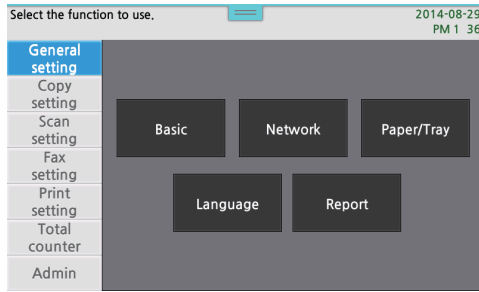 Select the function to use.
2014-08-29
PM 1 36
General
setting
Copy
setting
Scan
setting
Fax
setting
Print
setting
Total
counter
Admin
Basic
Network
Paper/Tray
Language
Report